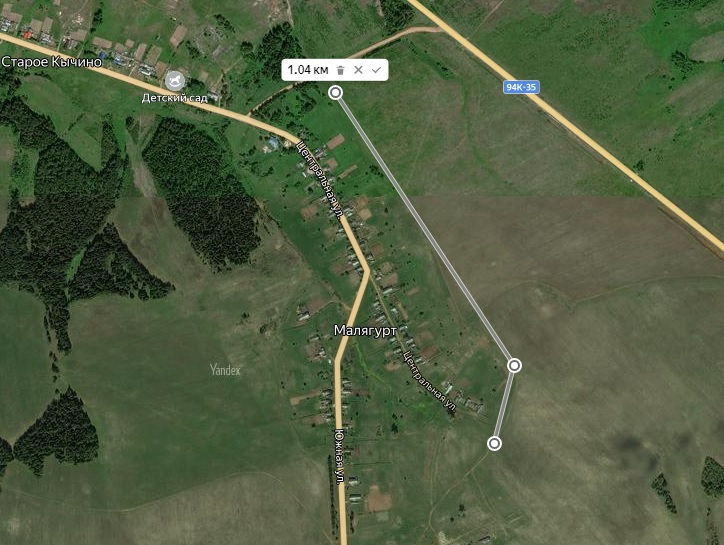 1.04 км
Старое Кычино
Детский сад
94К-35
Центральная ул.
Малягурт
Yandex
Центральная ул.
Южная ул.